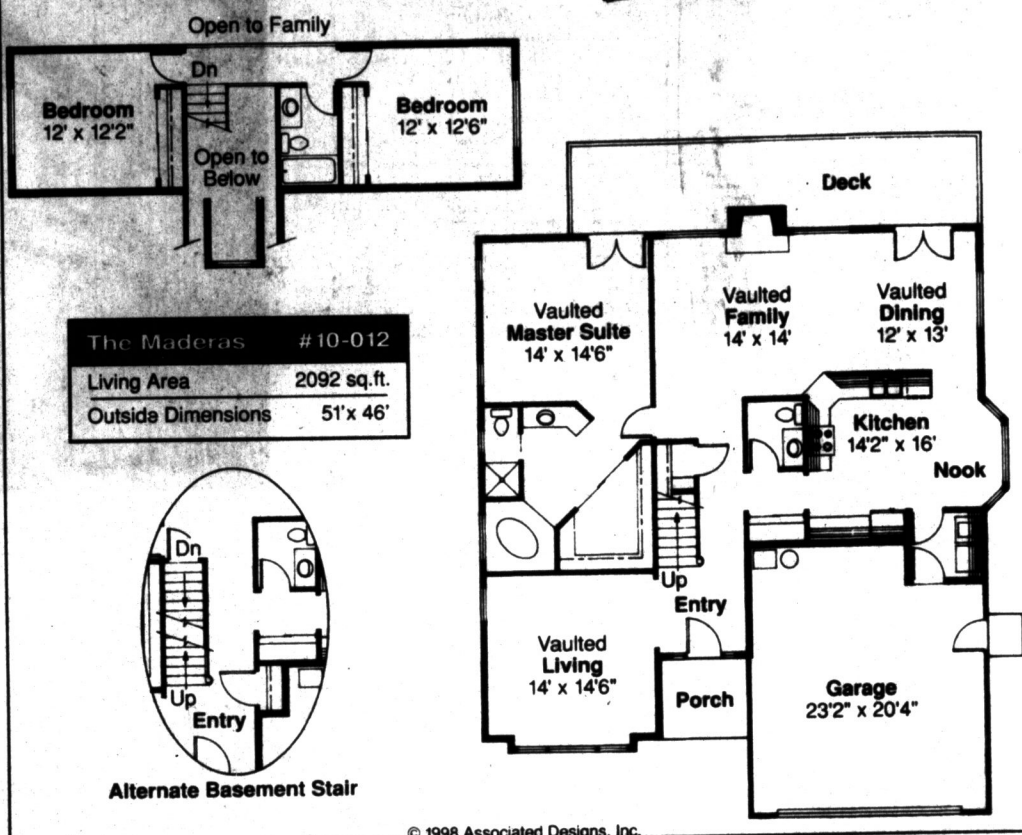 Open to Family
Dn
Bedroom
12' x 12'2"
Bedroom
12' x 12'6"
Open to
Below
Deck
Vaulted
Master Suite
14' x 14'6"
Vaulted
Family
14' x 14'
Vaulted
Dining
12' x 13'
The Maderas #10-012
Living Area 2092 sq.ft.
Outside Dimensions 51' x 46'
Kitchen
14'2" x 16'
Nook
Dn
Up
Entry
Alternate Basement Stair
Up
Entry
Vaulted
Living
14' x 14'6"
Porch
Garage
23'2" x 20'4"
© 1998 Associated Designs, Inc.